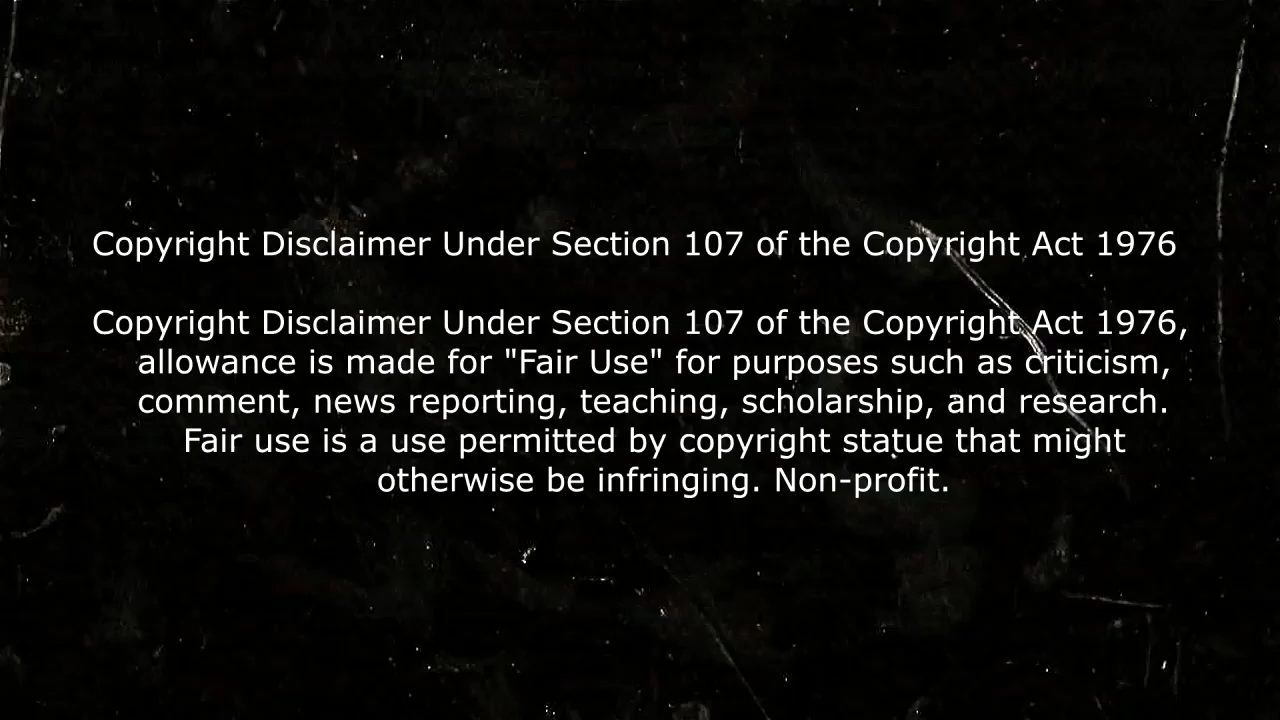 Copyright Disclaimer Under Section 107 of the Copyright Act 1976
Copyright Disclaimer Under Section 107 of the Copyright Act 1976,
allowance is made for "Fair Use" for purposes such as criticism,
comment, news reporting, teaching, scholarship, and research.
Fair use is a use permitted by copyright statue that might
otherwise be infringing. Non-profit.